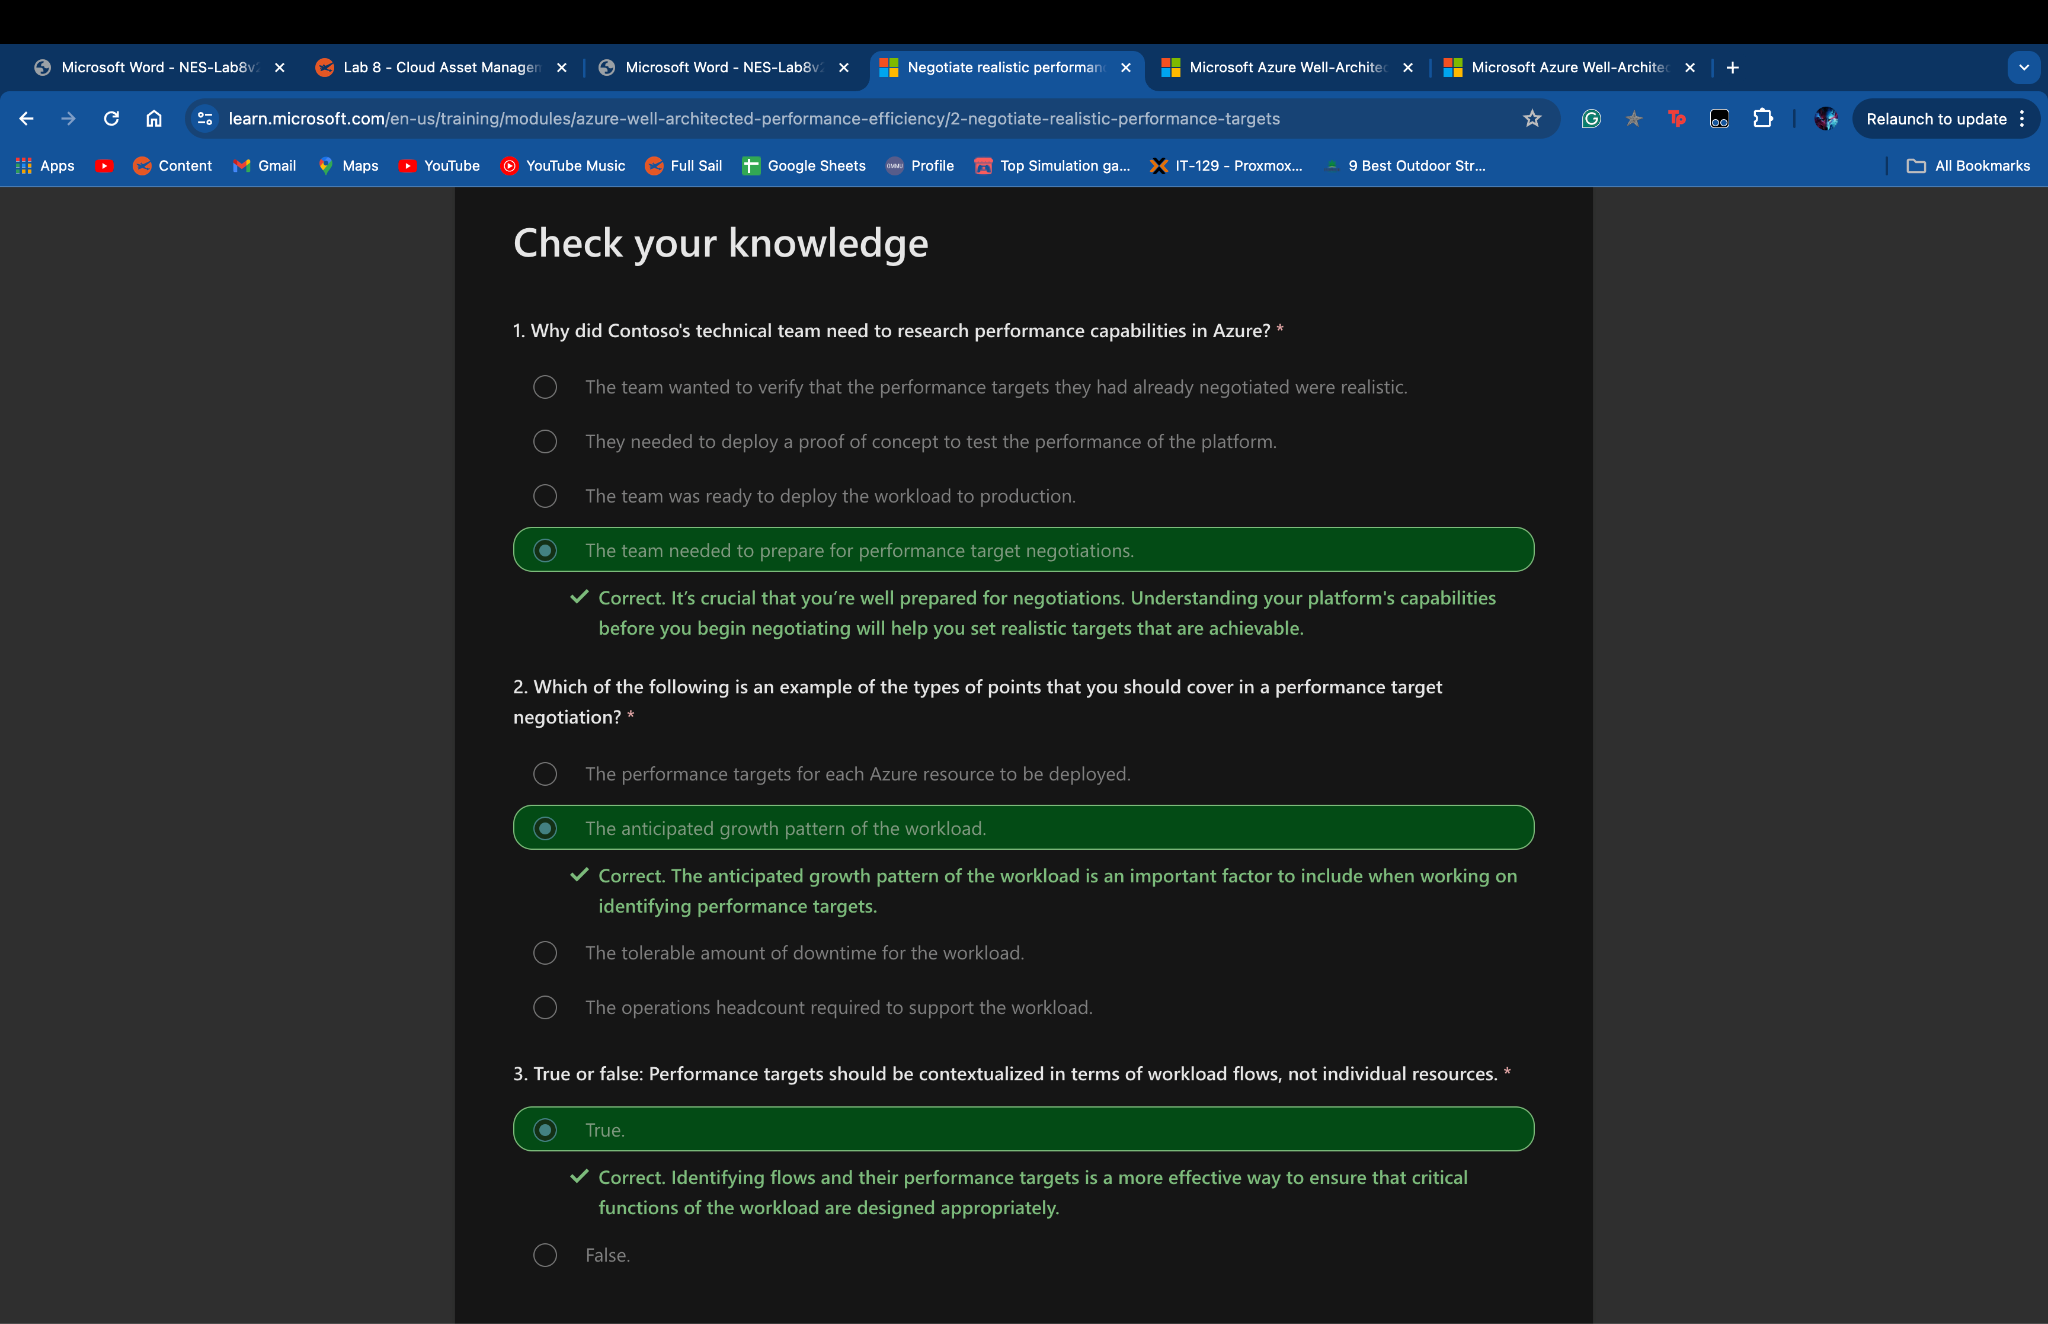 Microsoft Word - NES-Lab8v
Lab 8 - Cloud Asset Managem
Microsoft Word - NES-Lab8v
Negotiate realistic performan
Microsoft Azure Well-Architec
Microsoft Azure Well-Architec
learn.microsoft.com/en-us/training/modules/azure-well-architected-performance-efficiency/2-negotiate-realistic-performance-targets
Tp
Relaunch to update
Apps
Content
Gmail
Maps
YouTube
YouTube Music
Full Sail
Google Sheets
Profile
Top Simulation ga...
IT-129 - Proxmox...
9 Best Outdoor Str...
All Bookmarks
Check your knowledge
1. Why did Contoso's technical team need to research performance capabilities in Azure? *
The team wanted to verify that the performance targets they had already negotiated were realistic.
They needed to deploy a proof of concept to test the performance of the platform.
The team was ready to deploy the workload to production.
The team needed to prepare for performance target negotiations.
Correct. It’s crucial that you’re well prepared for negotiations. Understanding your platform's capabilities
before you begin negotiating will help you set realistic targets that are achievable.
2. Which of the following is an example of the types of points that you should cover in a performance target
negotiation? *
The performance targets for each Azure resource to be deployed.
The anticipated growth pattern of the workload.
Correct. The anticipated growth pattern of the workload is an important factor to include when working on
identifying performance targets.
The tolerable amount of downtime for the workload.
The operations headcount required to support the workload.
3. True or false: Performance targets should be contextualized in terms of workload flows, not individual resources. *
True.
Correct. Identifying flows and their performance targets is a more effective way to ensure that critical
functions of the workload are designed appropriately.
False.